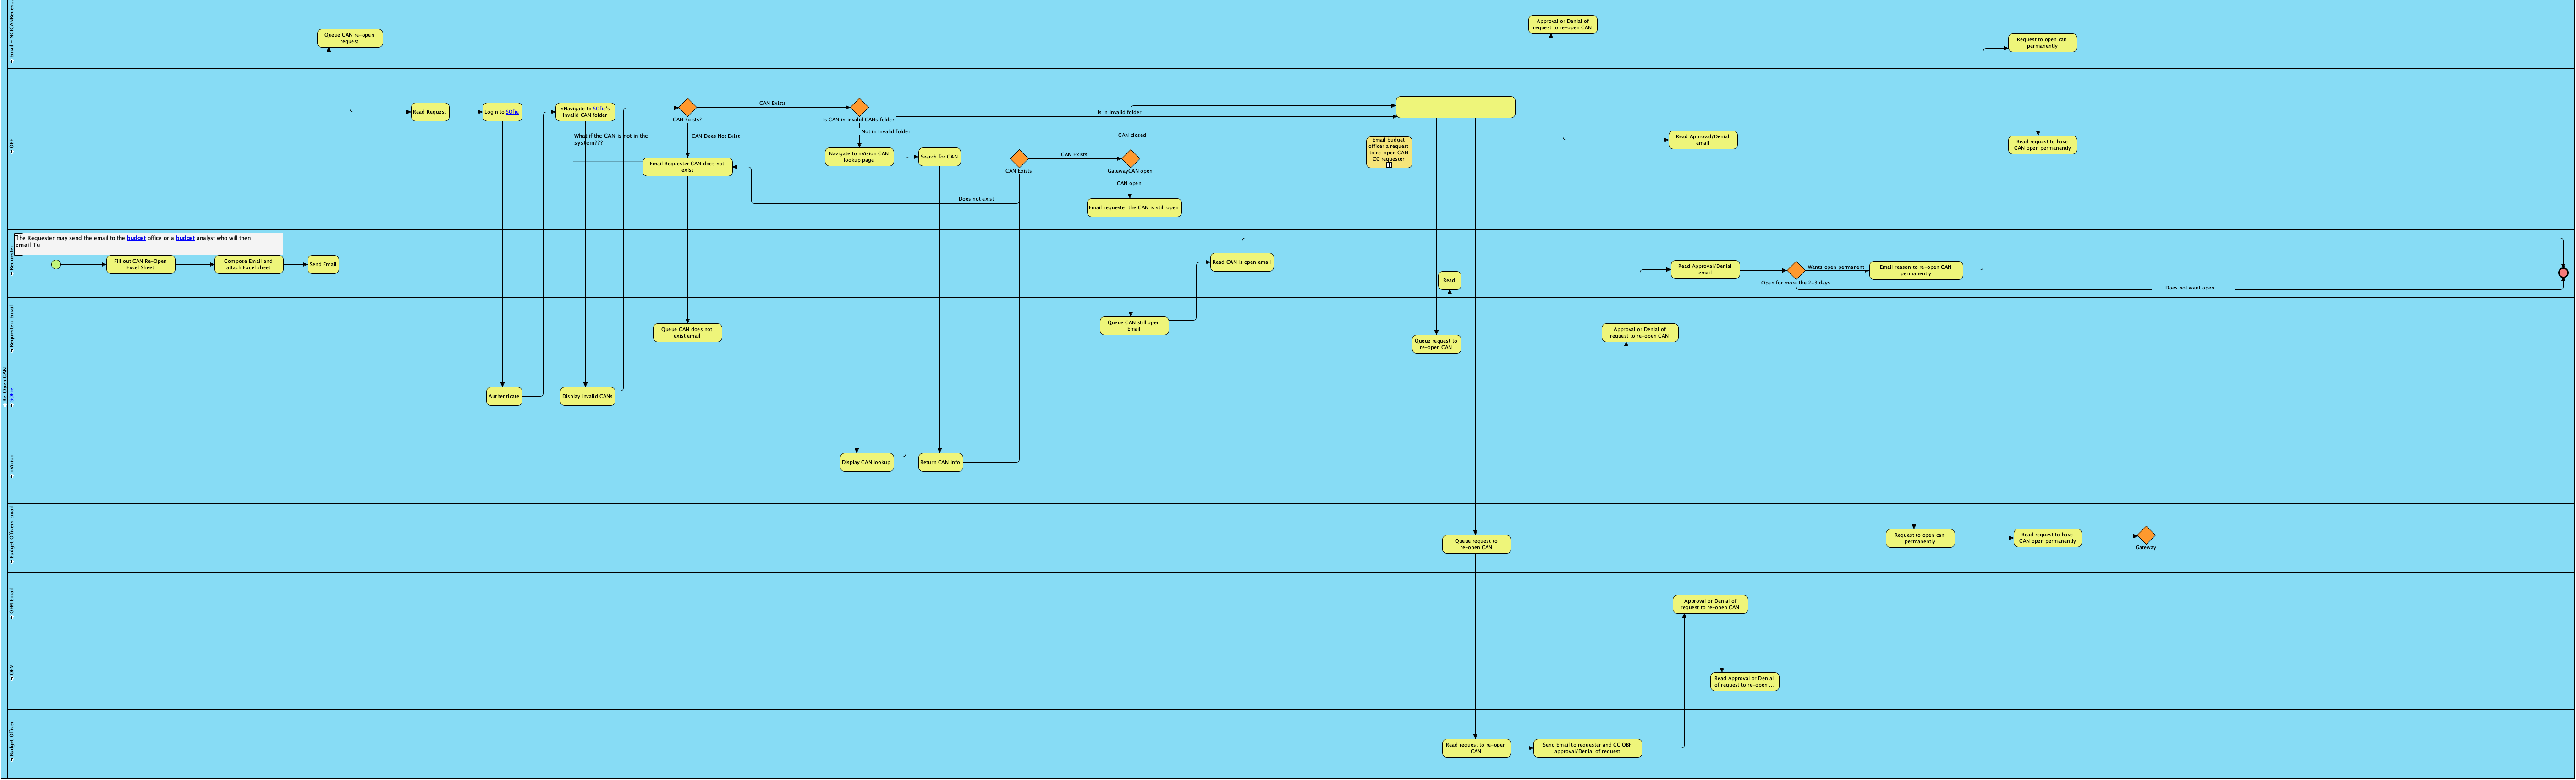 Re-Open CAN
Email - NCICANReues...
Queue CAN re-open
request
Approval or Denial of
request to re-open CAN
Request to open can
permanently
OBF
Read Request
Login to SOFie
nNavigate to SOFie's
Invalid CAN folder
CAN Exists?
CAN Exists
CAN Does Not Exist
What if the CAN is not in the
system???
Email Requester CAN does not
exist
Is CAN in invalid CANs folder
Not in Invalid folder
Is in invalid folder
Navigate to nVision CAN
lookup page
Search for CAN
CAN Exists
CAN Exists
Does not exist
CAN closed
GatewayCAN open
CAN open
Email requester the CAN is still open
Email budget
officer a request
to re-open CAN
CC requester
Read Approval/Denial
email
Read request to have
CAN open permanently
Requester
The Requester may send the email to the budget office or a budget analyst who will then
email Tu
Fill out CAN Re-Open
Excel Sheet
Compose Email and
attach Excel sheet
Send Email
Read CAN is open email
Read
Read Approval/Denial
email
Open for more the 2-3 days
Wants open permanent
Email reason to re-open CAN
permanently
Does not want open ...
Requesters Email
Queue CAN does not
exist email
Queue CAN still open
Email
Queue request to
re-open CAN
Approval or Denial of
request to re-open CAN
SOFie
Authenticate
Display invalid CANs
nVision
Display CAN lookup
Return CAN info
Budget Officers Email
Queue request to
re-open CAN
Request to open can
permanently
Read request to have
CAN open permanently
Gateway
OFM Email
Approval or Denial of
request to re-open CAN
OFM
Read Approval or Denial
of request to re-open ...
Budget Officer
Read request to re-open
CAN
Send Email to requester and CC OBF
approval/Denial of request